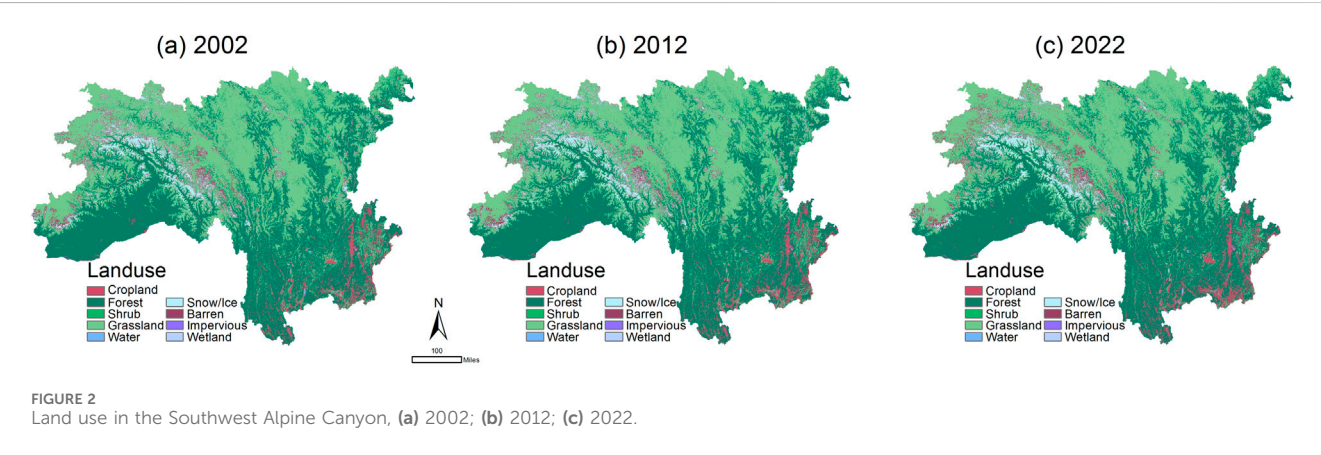 (a) 2002
Landuse
Cropland
Forest
Snow/Ice
Shrub
Barren
Grassland
Impervious
Water
Wetland
N
100
Miles
(b) 2012
Landuse
Cropland
Forest
Snow/Ice
Shrub
Barren
Grassland
Impervious
Water
Wetland
(c) 2022
Landuse
Cropland
Forest
Snow/Ice
Shrub
Barren
Grassland
Impervious
Water
Wetland
FIGURE 2
Land use in the Southwest Alpine Canyon, (a) 2002; (b) 2012; (c) 2022.